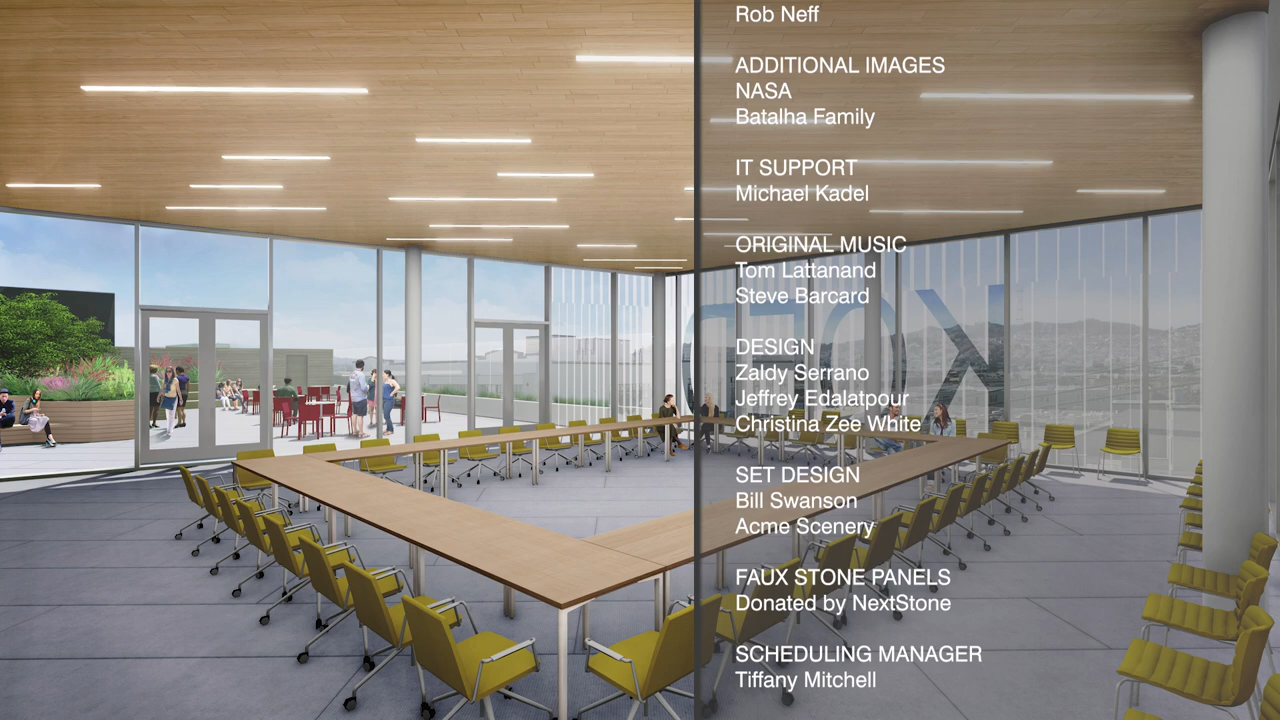 Rob Neff
ADDITIONAL IMAGES
NASA
Batalha Family
IT SUPPORT
Michael Kadel
ORIGINAL MUSIC
Tom Lattanand
Steve Barcard
DESIGN
Zaldy Serrano
Jeffrey Edalatpour
Christina Zee White
SET DESIGN
Bill Swanson
Acme Scenery
FAUX STONE PANELS
Donated by NextStone
SCHEDULING MANAGER
Tiffany Mitchell